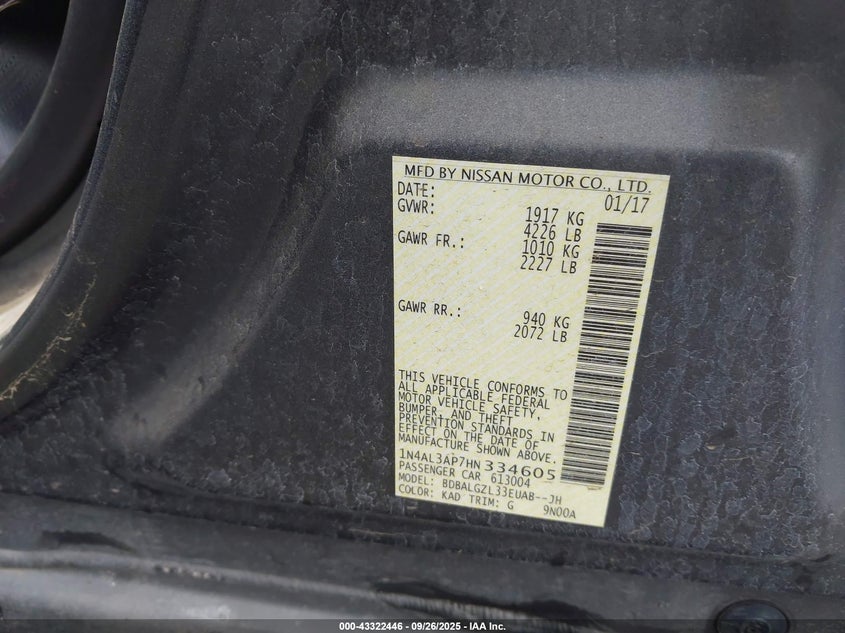 MFD BY NISSAN MOTOR CO., LTD.
DATE: 01/17
GVWR: 1917 KG
4226 LB
GAWR FR.: 1010 KG
2227 LB
GAWR RR.: 940 KG
2072 LB
THIS VEHICLE CONFORMS TO
ALL APPLICABLE FEDERAL
MOTOR VEHICLE SAFETY,
BUMPER, AND THEFT
PREVENTION STANDARDS IN
EFFECT ON THE DATE OF
MANUFACTURE SHOWN ABOVE.
1N4AL3AP7HN334605
PASSENGER CAR 613004
MODEL: BDBALGZL33EUAB--JH
COLOR: KAD TRIM: G 9N00A
000-43322446 - 09/26/2025 - IAA Inc.